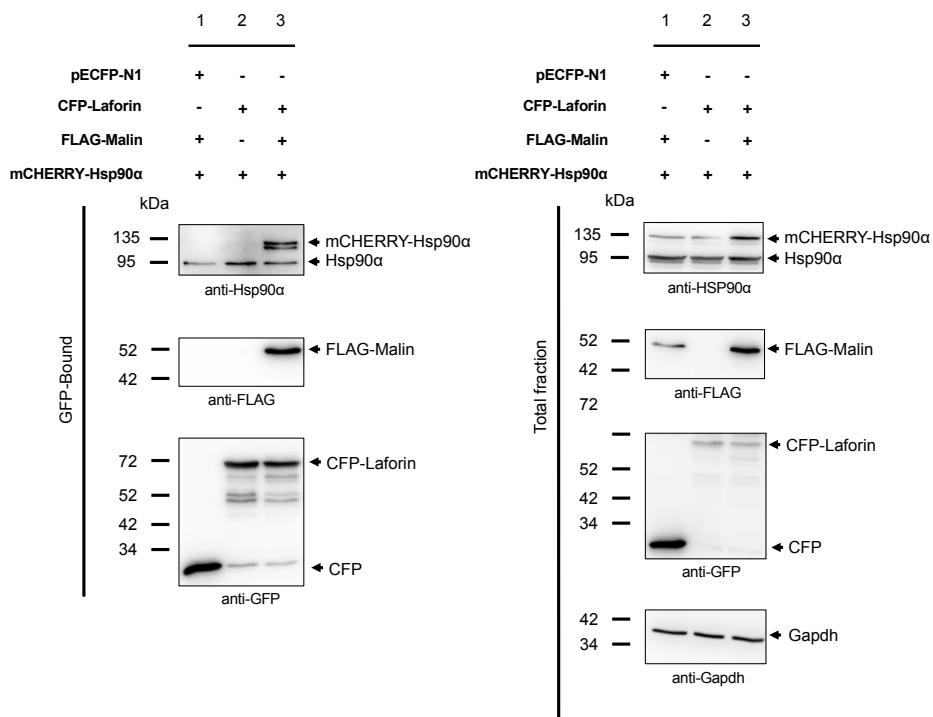 1 2 3
pECFP-N1 + - -
CFP-Laforin - + +
FLAG-Malin + - +
mCHERRY-Hsp90α + + +
kDa
GFP-Bound
135
95
mCHERRY-Hsp90α
Hsp90α
anti-Hsp90α
52
42
FLAG-Malin
anti-FLAG
72
52
42
34
CFP-Laforin
CFP
anti-GFP
1 2 3
pECFP-N1 + - -
CFP-Laforin - + +
FLAG-Malin + - +
mCHERRY-Hsp90α + + +
kDa
Total fraction
135
95
mCHERRY-Hsp90α
Hsp90α
anti-HSP90α
52
42
FLAG-Malin
anti-FLAG
72
52
42
34
CFP-Laforin
CFP
anti-GFP
42
34
Gapdh
anti-Gapdh